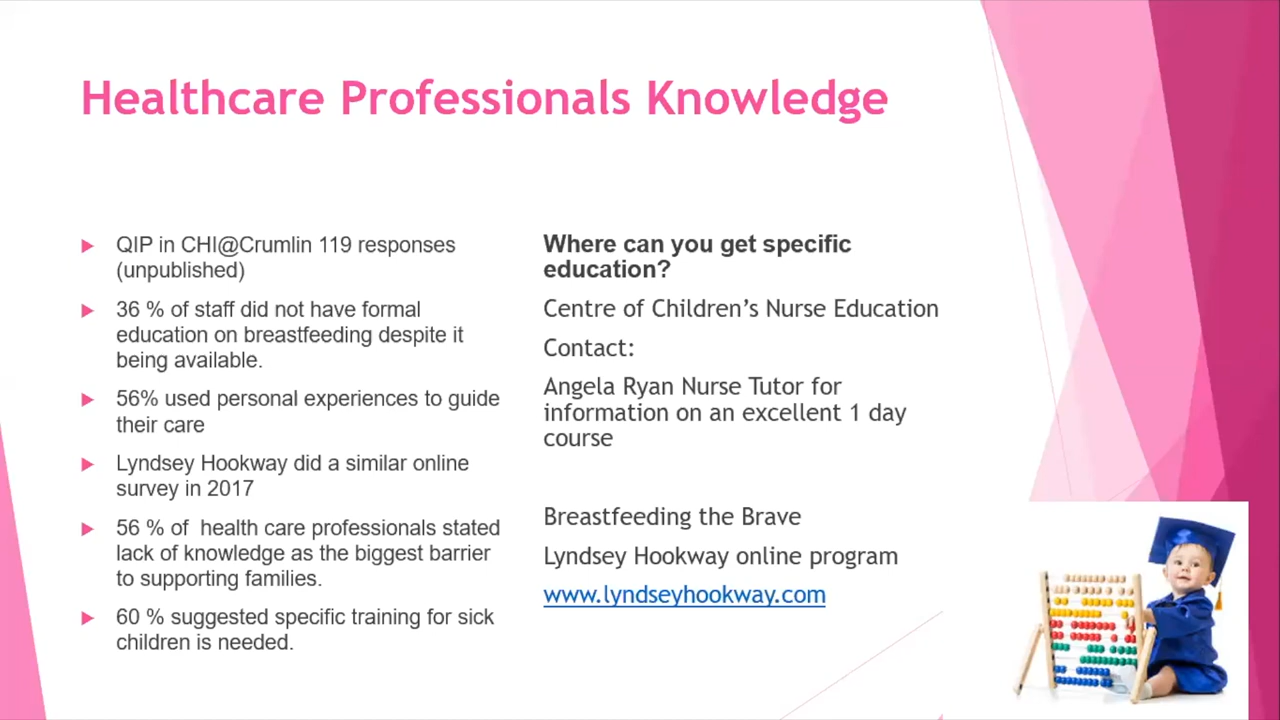 Healthcare Professionals Knowledge
QIP in CHI@Crumlin 119 responses
(unpublished)
36 % of staff did not have formal
education on breastfeeding despite it
being available.
56% used personal experiences to guide
their care
Lyndsey Hookway did a similar online
survey in 2017
56 % of  health care professionals stated
lack of knowledge as the biggest barrier
to supporting families.
60 % suggested specific training for sick
children is needed.
Where can you get specific
education?
Centre of Children’s Nurse Education
Contact:
Angela Ryan Nurse Tutor for
information on an excellent 1 day
course
Breastfeeding the Brave
Lyndsey Hookway online program
www.lyndseyhookway.com